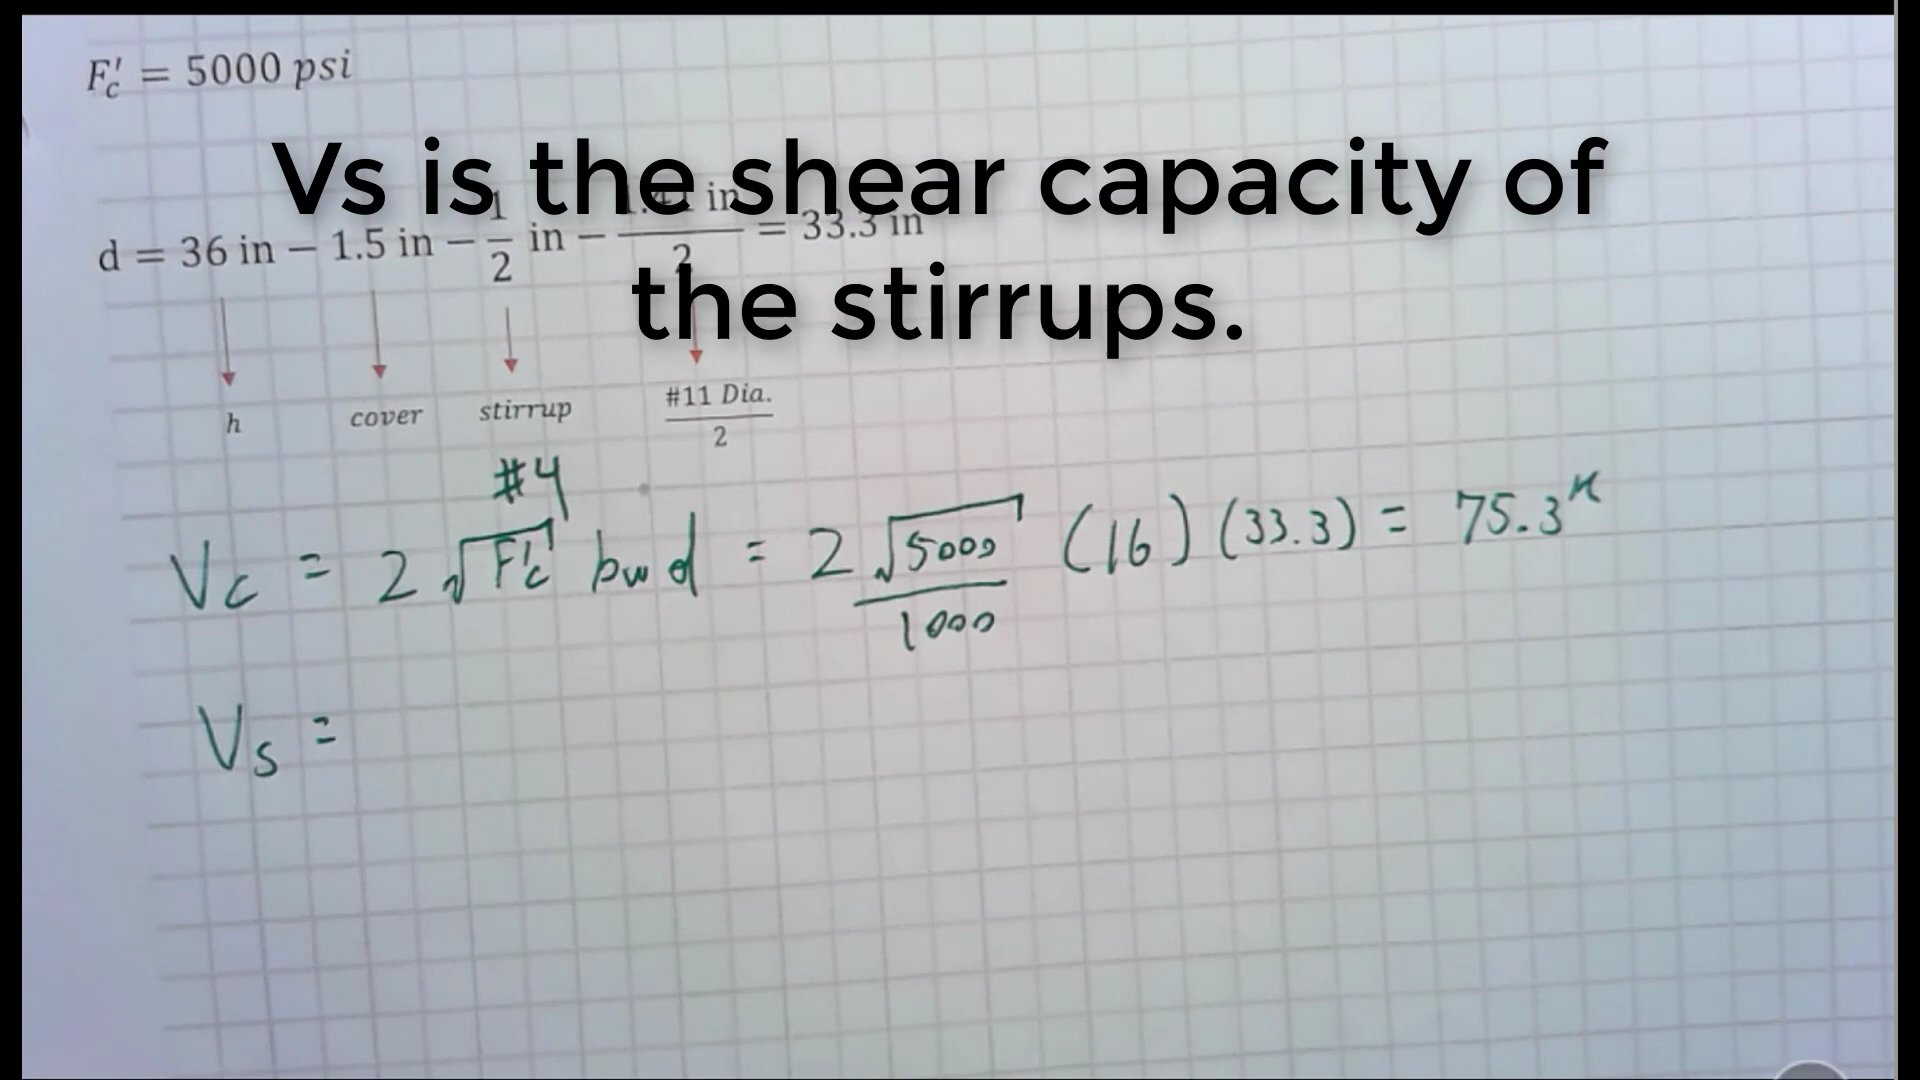 F'c = 5000 psi
Vs is the shear capacity of
the stirrups.
d = 36 in − 1.5 in − 1/2 in − in/2 = 33.3 in
h cover stirrup #11 Dia./2
#4
Vc = 2 √F'c bw d = 2 √5000/1000 (16) (33.3) = 75.3ᴷ
Vs =